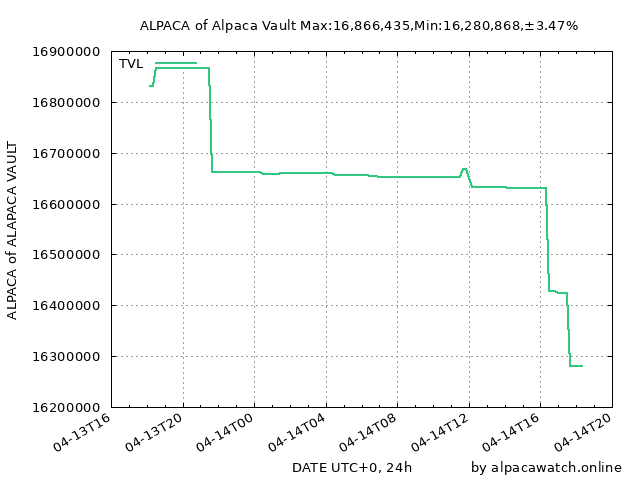 ALPACA of Alpaca Vault Max:16,866,435,Min:16,280,868,±3.47%
16900000
TVL
16800000
16700000
16600000
16500000
16400000
16300000
16200000
ALPACA of ALAPACA VAULT
04-13T16
04-13T20
04-14T00
04-14T04
04-14T08
04-14T12
04-14T16
04-14T20
DATE UTC+0, 24h
by alpacawatch.online